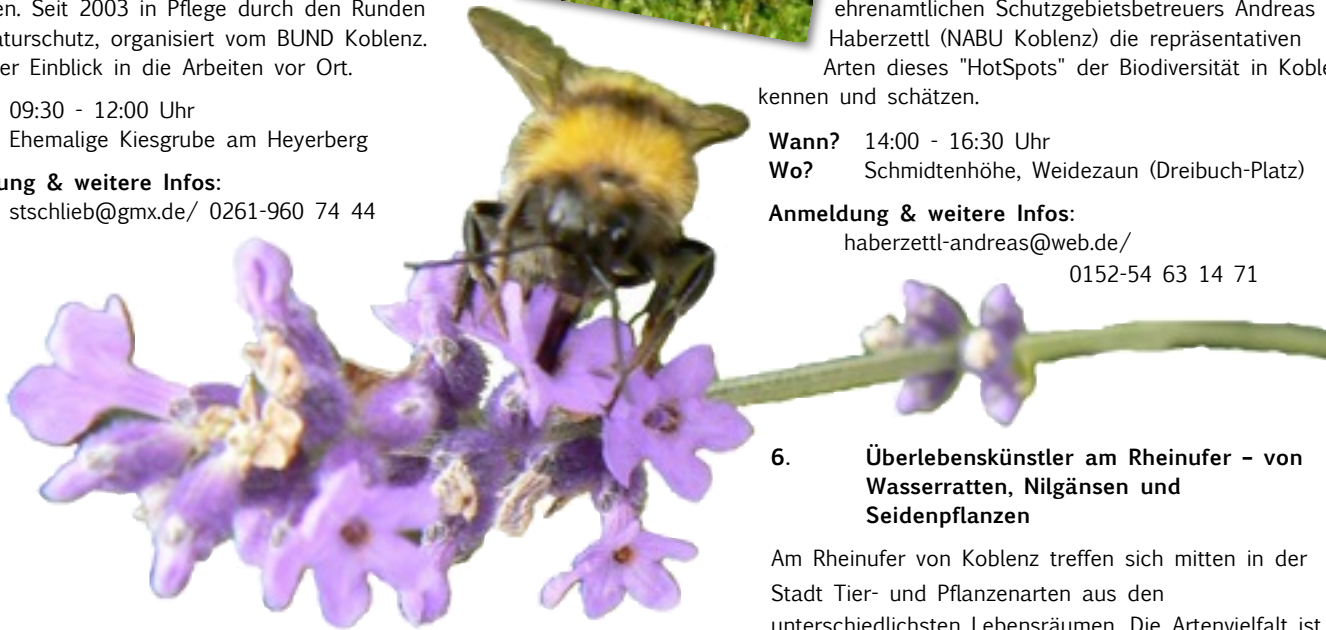 en. Seit 2003 in Pflege durch den Runden
aturschutz, organisiert vom BUND Koblenz.
er Einblick in die Arbeiten vor Ort.
09:30 - 12:00 Uhr
Ehemalige Kiesgrube am Heyerberg
ung & weitere Infos:
stschlieb@gmx.de/ 0261-960 74 44
ehrenamtlichen Schutzgebietsbetreuers Andreas
Haberzettl (NABU Koblenz) die repräsentativen
Arten dieses "HotSpots" der Biodiversität in Koble
kennen und schätzen.
Wann? 14:00 - 16:30 Uhr
Wo? Schmidtenhöhe, Weidezaun (Dreibuch-Platz)
Anmeldung & weitere Infos:
haberzettl-andreas@web.de/
0152-54 63 14 71
6. Überlebenskünstler am Rheinufer – von
Wasserratten, Nilgänsen und
Seidenpflanzen
Am Rheinufer von Koblenz treffen sich mitten in der
Stadt Tier- und Pflanzenarten aus den
unterschiedlichsten Lebensräumen. Die Artenvielfalt ist